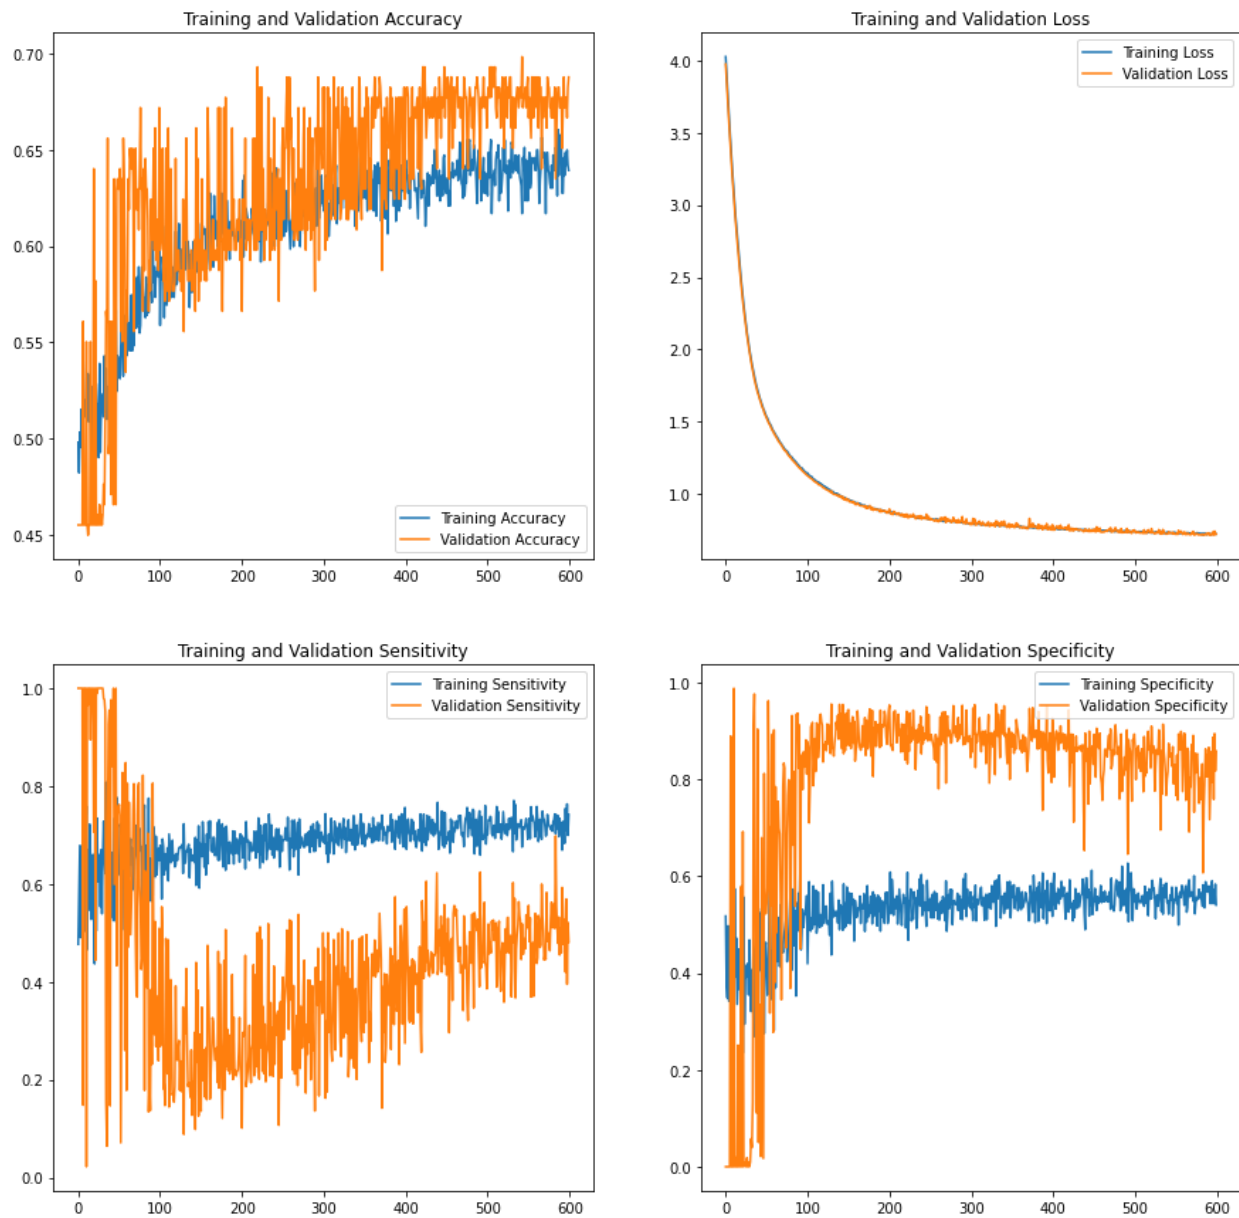 Training and Validation Accuracy
0.70
0.65
0.60
0.55
0.50
0.45
Training Accuracy
Validation Accuracy
0 100 200 300 400 500 600
Training and Validation Loss
4.0
3.5
3.0
2.5
2.0
1.5
1.0
Training Loss
Validation Loss
0 100 200 300 400 500 600
Training and Validation Sensitivity
1.0
0.8
0.6
0.4
0.2
0.0
Training Sensitivity
Validation Sensitivity
0 100 200 300 400 500 600
Training and Validation Specificity
1.0
0.8
0.6
0.4
0.2
0.0
Training Specificity
Validation Specificity
0 100 200 300 400 500 600